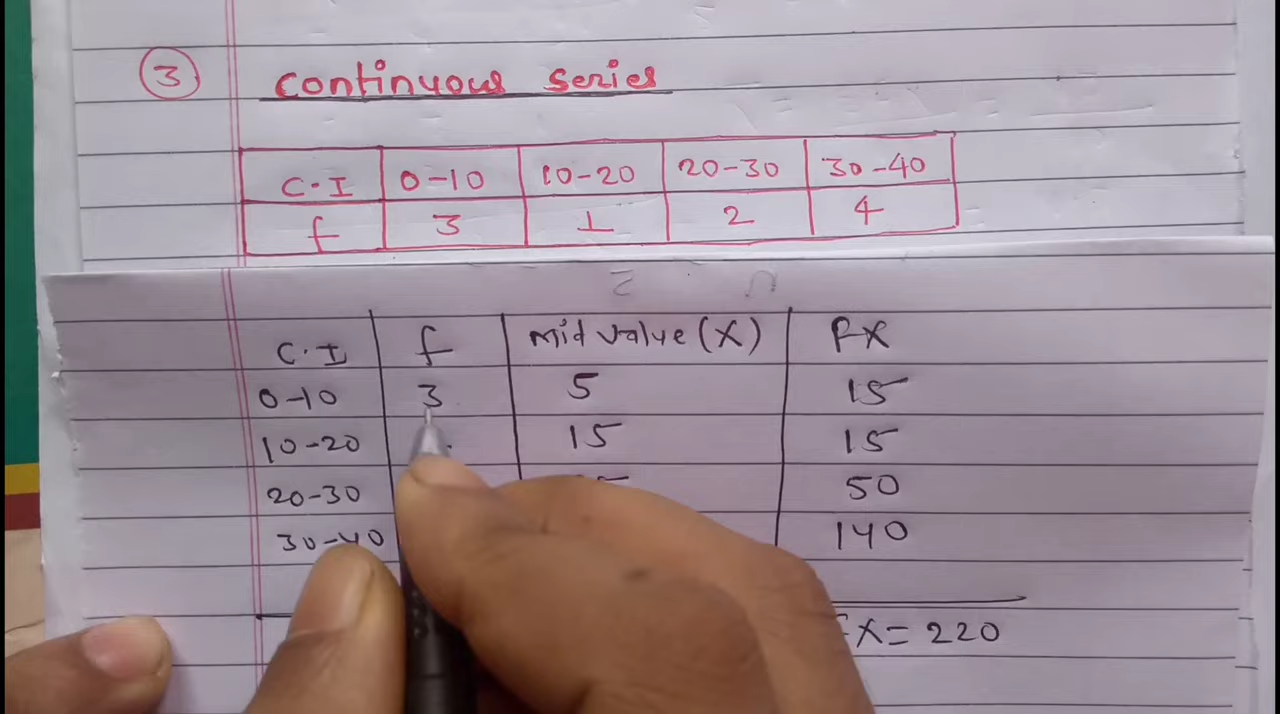 3 Continuous Series
C.I 0-10 10-20 20-30 30-40
f 3 1 2 4
C.I f Mid Value (X) FX
0-10 3 5 15
10-20 15 15
20-30 50
30-40 140
X = 220